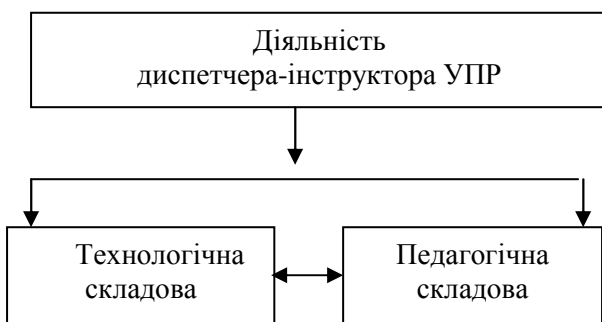 Діяльність
диспетчера-інструктора УПР
Технологічна
складова
Педагогічна
складова